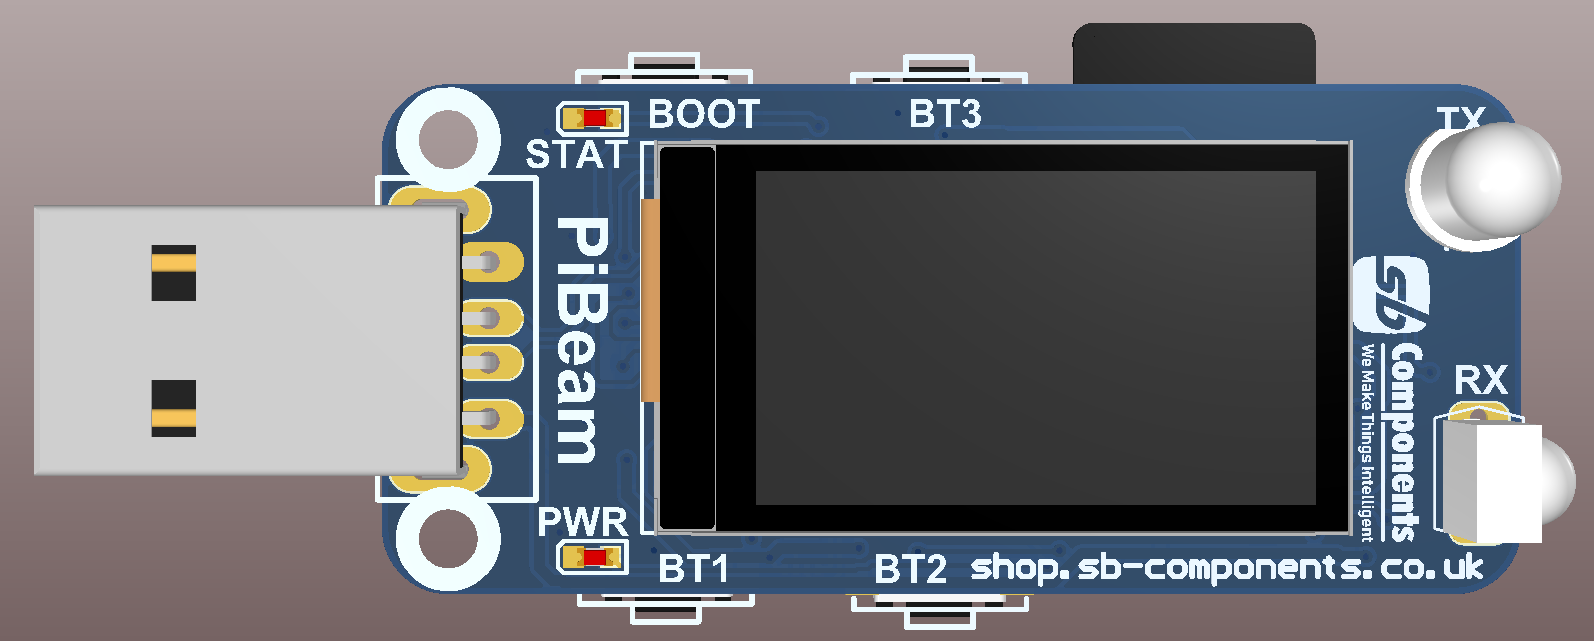 BOOT
BT3
TX
STAT
PiBeam
sb
Components
We Make Things Intelligent
RX
PWR
BT1
BT2
shop.sb-components.co.uk